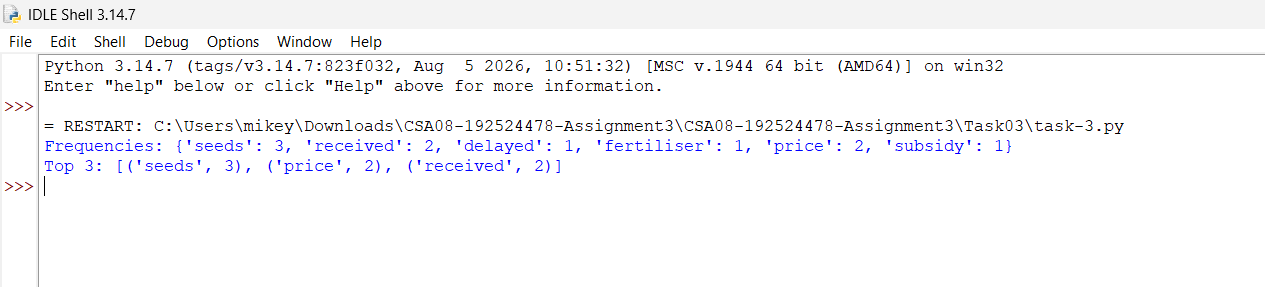 IDLE Shell 3.14.7
File Edit Shell Debug Options Window Help
Python 3.14.7 (tags/v3.14.7:823f032, Aug  5 2026, 10:51:32) [MSC v.1944 64 bit (AMD64)] on win32
Enter "help" below or click "Help" above for more information.
>>>
= RESTART: C:\Users\mikey\Downloads\CSA08-192524478-Assignment3\CSA08-192524478-Assignment3\Task03\task-3.py
Frequencies: {'seeds': 3, 'received': 2, 'delayed': 1, 'fertiliser': 1, 'price': 2, 'subsidy': 1}
Top 3: [('seeds', 3), ('price', 2), ('received', 2)]
>>>